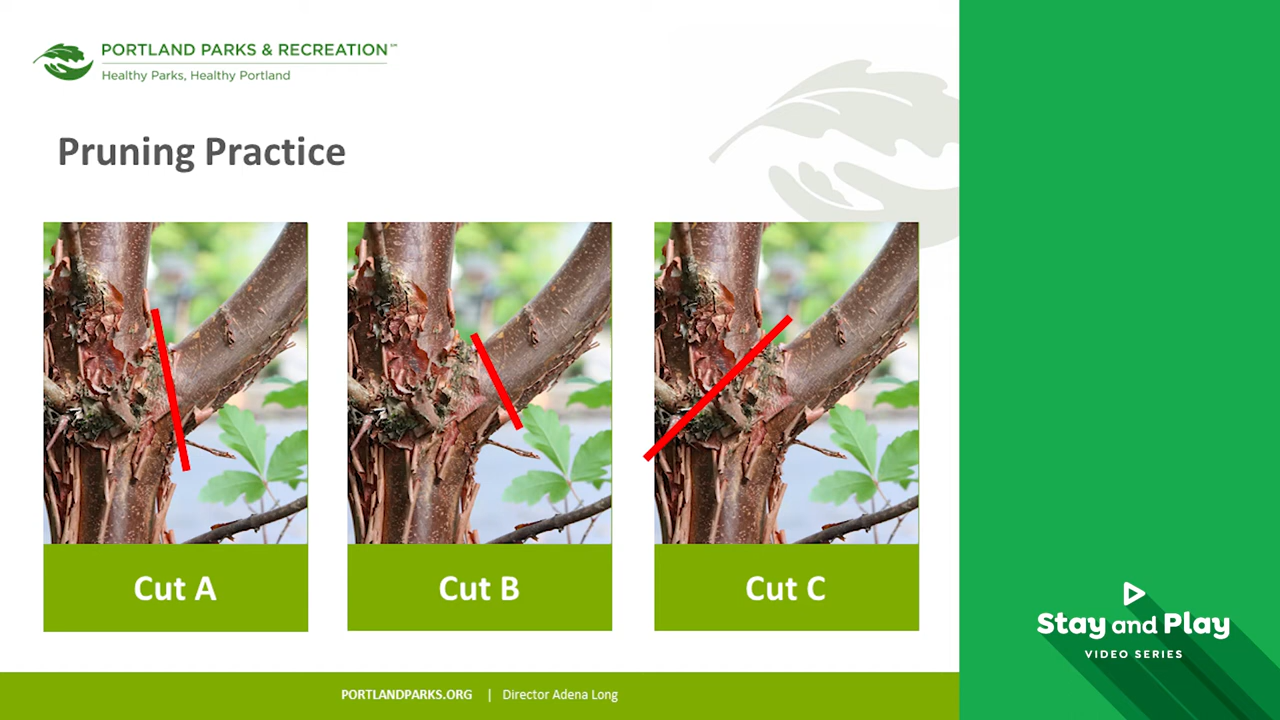 PORTLAND PARKS & RECREATION℠
Healthy Parks, Healthy Portland
Pruning Practice
Cut A
Cut B
Cut C
PORTLANDPARKS.ORG | Director Adena Long
Stay and Play
VIDEO SERIES